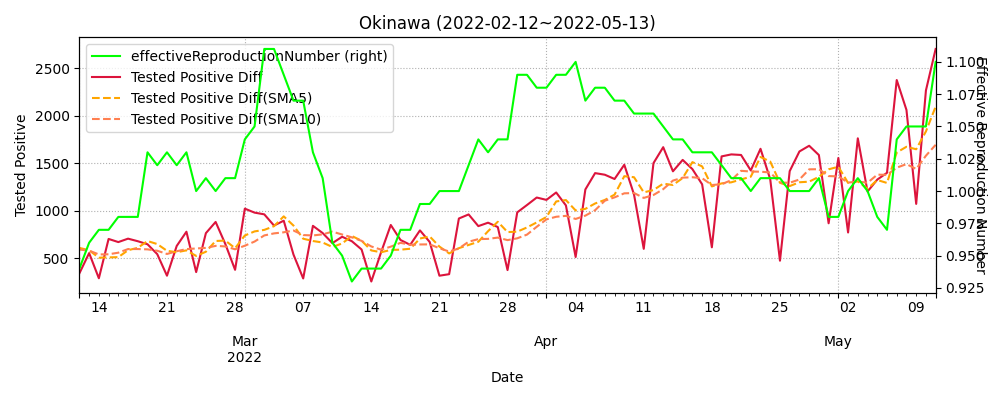 Okinawa (2022-02-12~2022-05-13)
effectiveReproductionNumber (right)
Tested Positive Diff
Tested Positive Diff(SMA5)
Tested Positive Diff(SMA10)
Tested Positive
2500
2000
1500
1000
500
1.100
1.075
1.050
1.025
1.000
0.975
0.950
0.925
Effective Reproduction Number
14 21 28 07 14 21 28 04 11 18 25 02 09
Mar Apr May
2022
Date